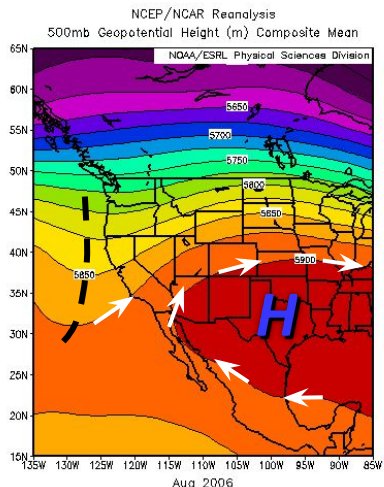 NCEP/NCAR Reanalysis
500mb Geopotential Height (m) Composite Mean
NOAA/ESRL Physical Sciences Division
65N
60N
55N
50N
45N
40N
35N
30N
25N
20N
15N
5650
5700
5750
5800
5850
5900
5850
H
135W 130W 125W 120W 115W 110W 105W 100W 95W 90W 85W
Aug 2006